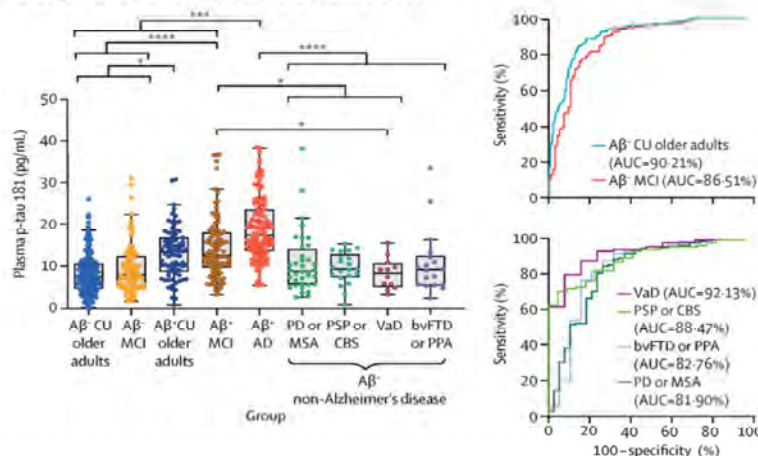 ***
****
*
****
*
*
Plasma p-tau 181 (pg/mL)
50
40
30
20
10
0
Aβ⁻ CU older adults
Aβ⁻ MCI
Aβ⁺CU older adults
Aβ⁺ MCI
Aβ⁺ AD
PD or MSA
PSP or CBS
VaD
bvFTD or PPA
Aβ⁻
non-Alzheimer's disease
Group
Sensitivity (%)
100
80
60
40
20
0
Aβ⁻ CU older adults
(AUC=90·21%)
Aβ⁻ MCI (AUC=86·51%)
Sensitivity (%)
100
80
60
40
20
0
VaD (AUC=92·13%)
PSP or CBS
(AUC=88·47%)
bvFTD or PPA
(AUC=82·76%)
PD or MSA
(AUC=81·90%)
0 20 40 60 80 100
100–specificity (%)